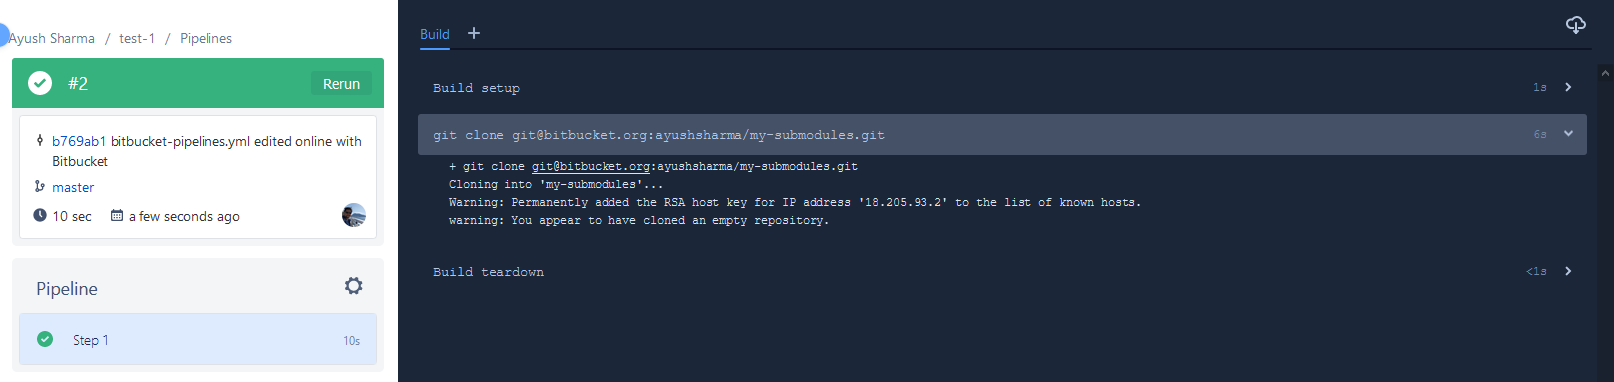 Ayush Sharma / test-1 / Pipelines
#2 Rerun
b769ab1 bitbucket-pipelines.yml edited online with
Bitbucket
master
10 sec a few seconds ago
Pipeline
Step 1 10s
Build +
Build setup 1s
git clone git@bitbucket.org:ayushsharma/my-submodules.git 6s
+ git clone git@bitbucket.org:ayushsharma/my-submodules.git
Cloning into 'my-submodules'...
Warning: Permanently added the RSA host key for IP address '18.205.93.2' to the list of known hosts.
warning: You appear to have cloned an empty repository.
Build teardown <1s